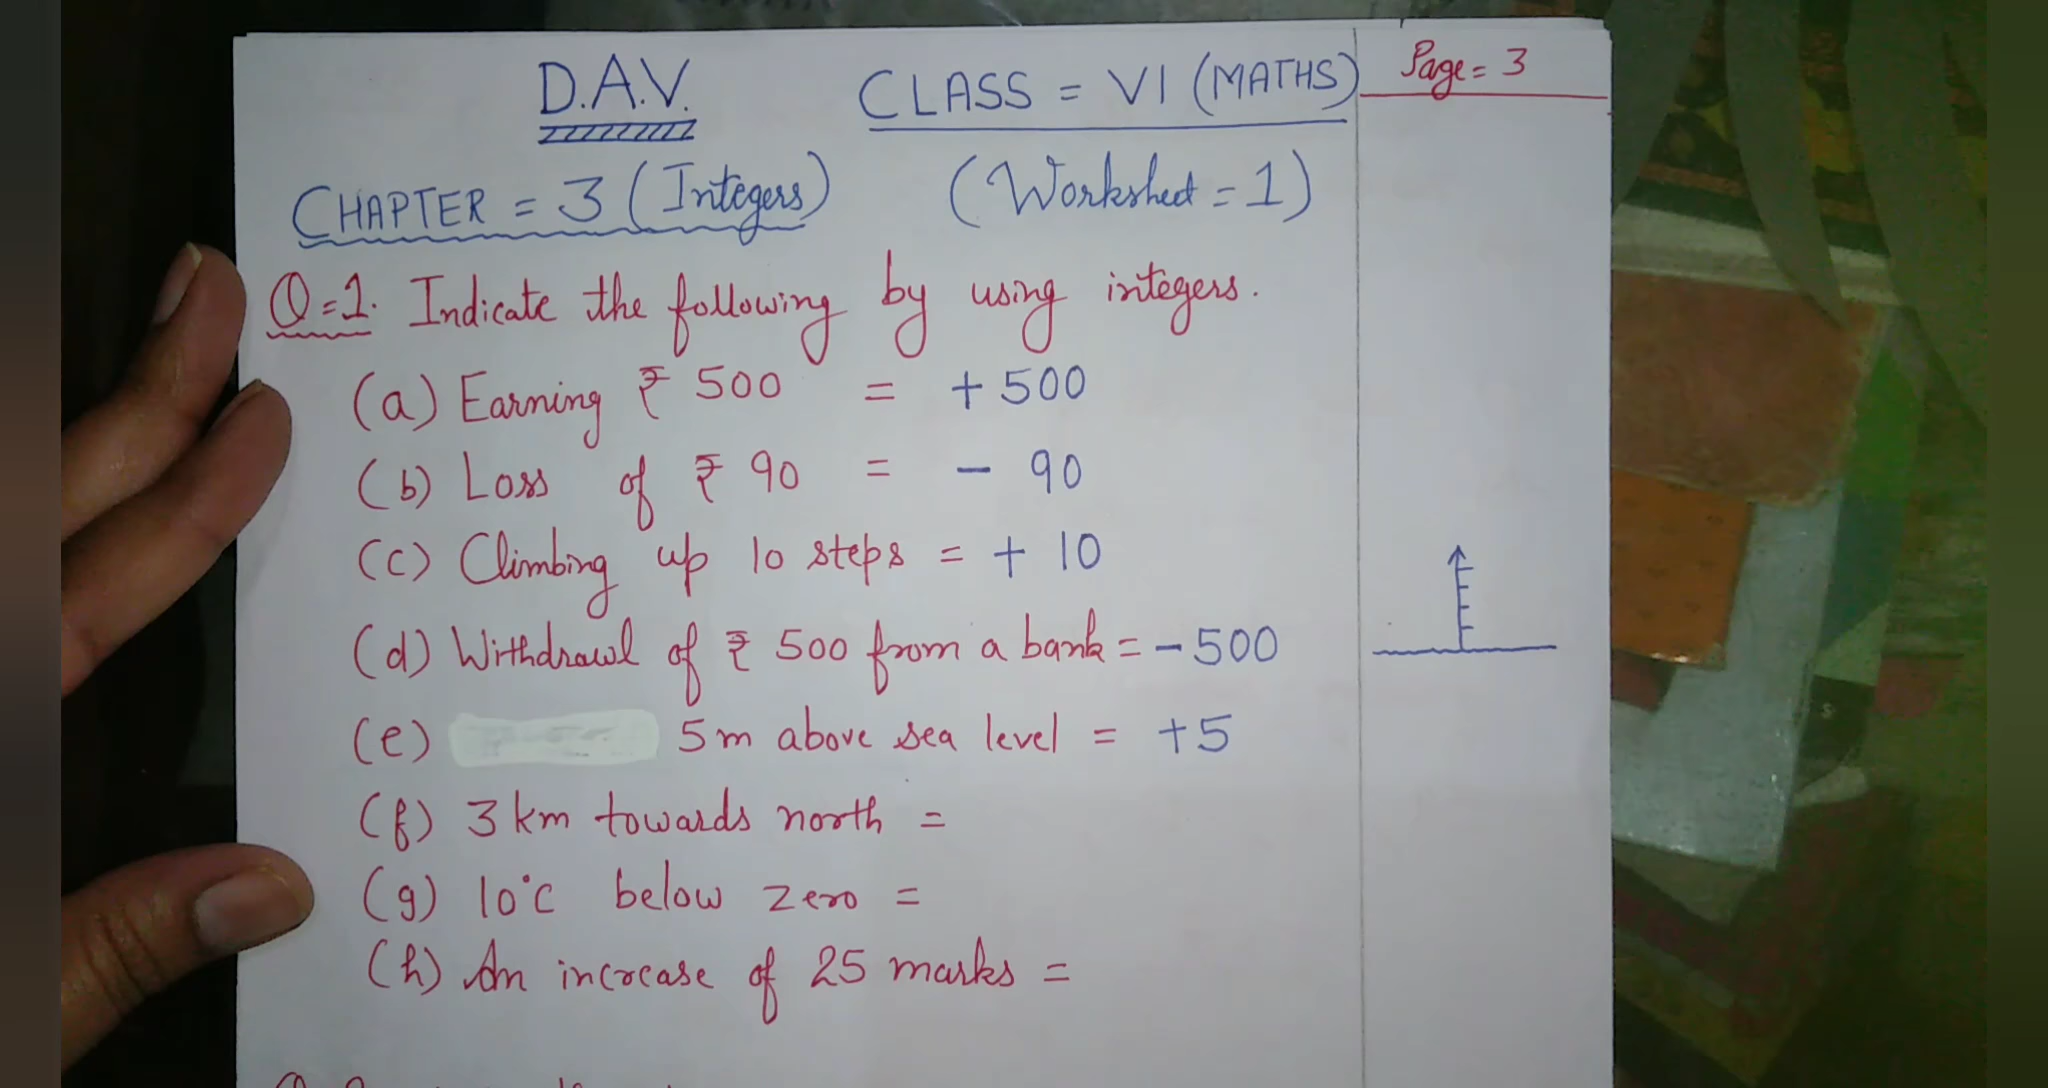 D.A.V. CLASS = VI (MATHS) Page = 3
CHAPTER = 3 (Integers) (Worksheet = 1)
Q=1. Indicate the following by using integers.
(a) Earning ₹ 500 = + 500
(b) Loss of ₹ 90 = - 90
(c) Climbing up 10 steps = + 10
(d) Withdrawl of ₹ 500 from a bank = - 500
(e) 5m above sea level = +5
(f) 3 km towards north =
(g) 10°C below zero =
(h) An increase of 25 marks =